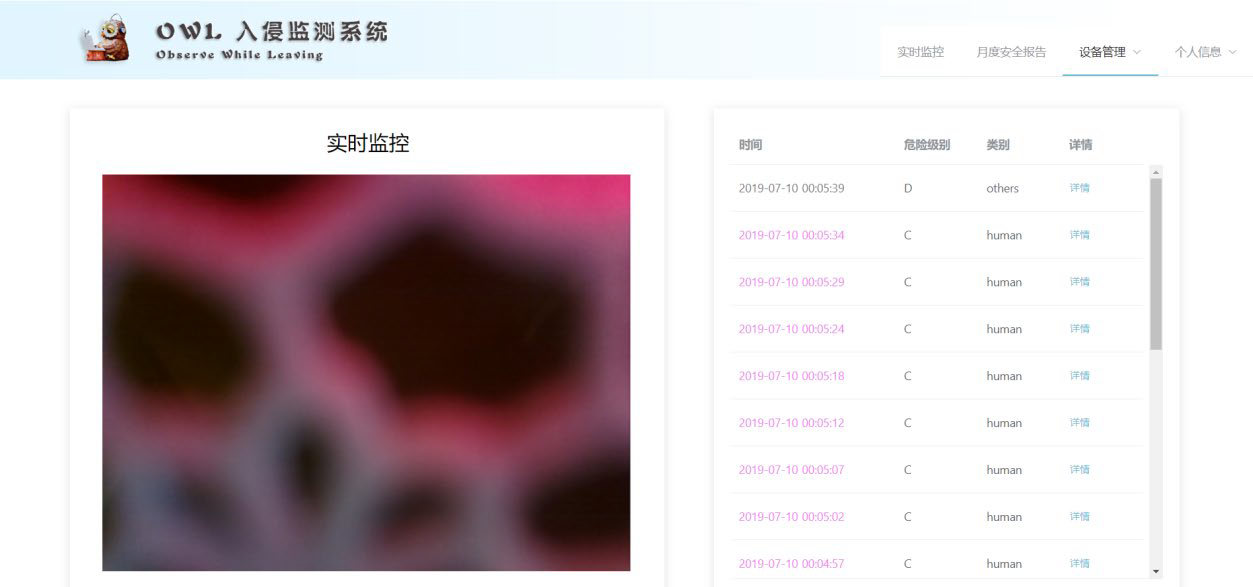 OWL 入侵监测系统
Observe While Leaving
实时监控 月度安全报告 设备管理 个人信息
实时监控
时间 危险级别 类别 详情
2019-07-10 00:05:39 D others 详情
2019-07-10 00:05:34 C human 详情
2019-07-10 00:05:29 C human 详情
2019-07-10 00:05:24 C human 详情
2019-07-10 00:05:18 C human 详情
2019-07-10 00:05:12 C human 详情
2019-07-10 00:05:07 C human 详情
2019-07-10 00:05:02 C human 详情
2019-07-10 00:04:57 C human 详情